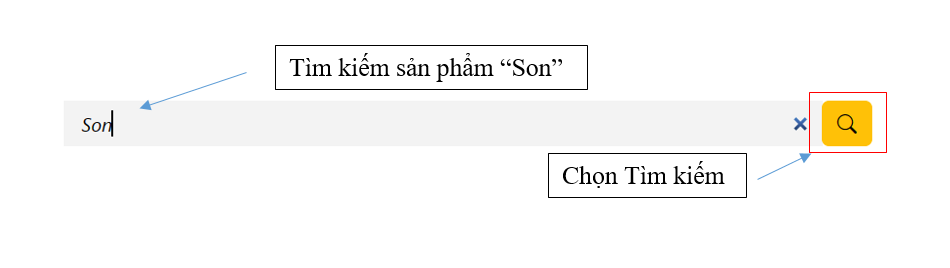 Tìm kiếm sản phẩm “Son”
Son
Chọn Tìm kiếm